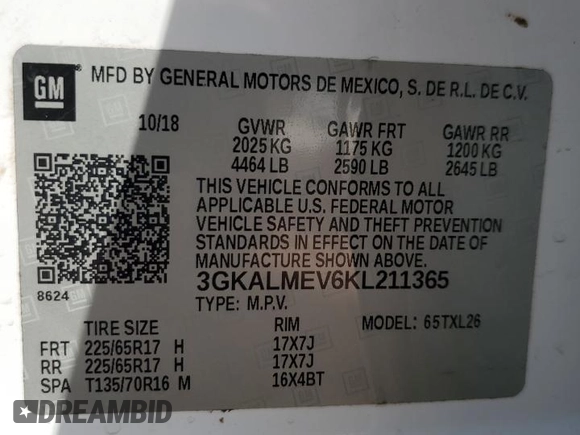 GM
MFD BY GENERAL MOTORS DE MEXICO, S. DE R.L. DE C.V.
10/18 GVWR GAWR FRT GAWR RR
2025 KG 1175 KG 1200 KG
4464 LB 2590 LB 2645 LB
THIS VEHICLE CONFORMS TO ALL
APPLICABLE U.S. FEDERAL MOTOR
VEHICLE SAFETY AND THEFT PREVENTION
STANDARDS IN EFFECT ON THE DATE OF
MANUFACTURE SHOWN ABOVE.
8624 3GKALMEV6KL211365
TYPE: M.P.V.
TIRE SIZE RIM MODEL: 65TXL26
FRT 225/65R17 H 17X7J
RR 225/65R17 H 17X7J
SPA T135/70R16 M 16X4BT
DREAMBID